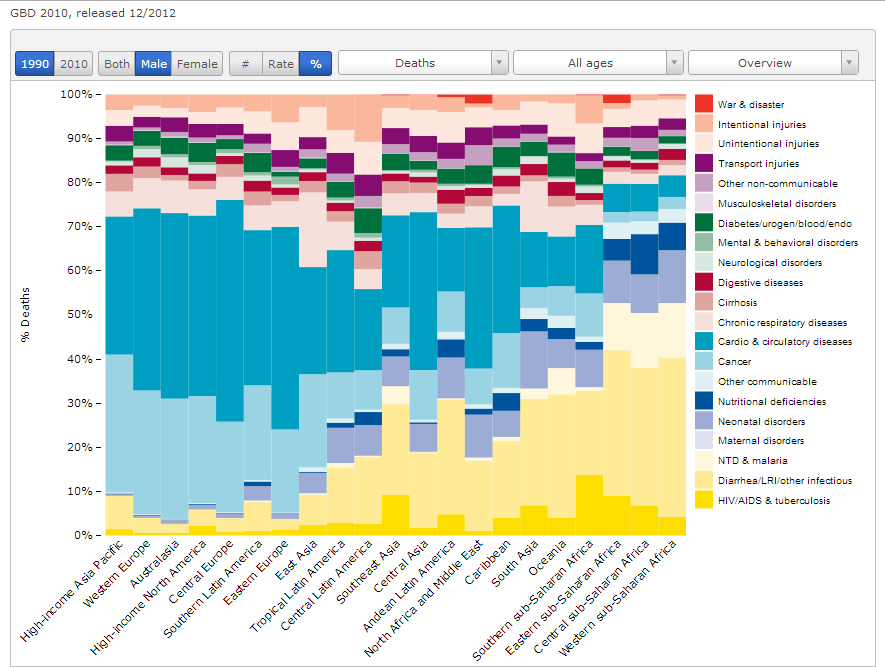 GBD 2010, released 12/2012
1990 2010 Both Male Female # Rate % Deaths All ages Overview
% Deaths
100%
90%
80%
70%
60%
50%
40%
30%
20%
10%
0%
War & disaster
Intentional injuries
Unintentional injuries
Transport injuries
Other non-communicable
Musculoskeletal disorders
Diabetes/urogen/blood/endo
Mental & behavioral disorders
Neurological disorders
Digestive diseases
Cirrhosis
Chronic respiratory diseases
Cardio & circulatory diseases
Cancer
Other communicable
Nutritional deficiencies
Neonatal disorders
Maternal disorders
NTD & malaria
Diarrhea/LRI/other infectious
HIV/AIDS & tuberculosis
High-income Asia Pacific
Western Europe
Australasia
High-income North America
Central Europe
Southern Latin America
Eastern Europe
East Asia
Tropical Latin America
Central Latin America
Southeast Asia
Central Asia
Andean Latin America
North Africa and Middle East
Caribbean
South Asia
Oceania
Southern sub-Saharan Africa
Eastern sub-Saharan Africa
Central sub-Saharan Africa
Western sub-Saharan Africa